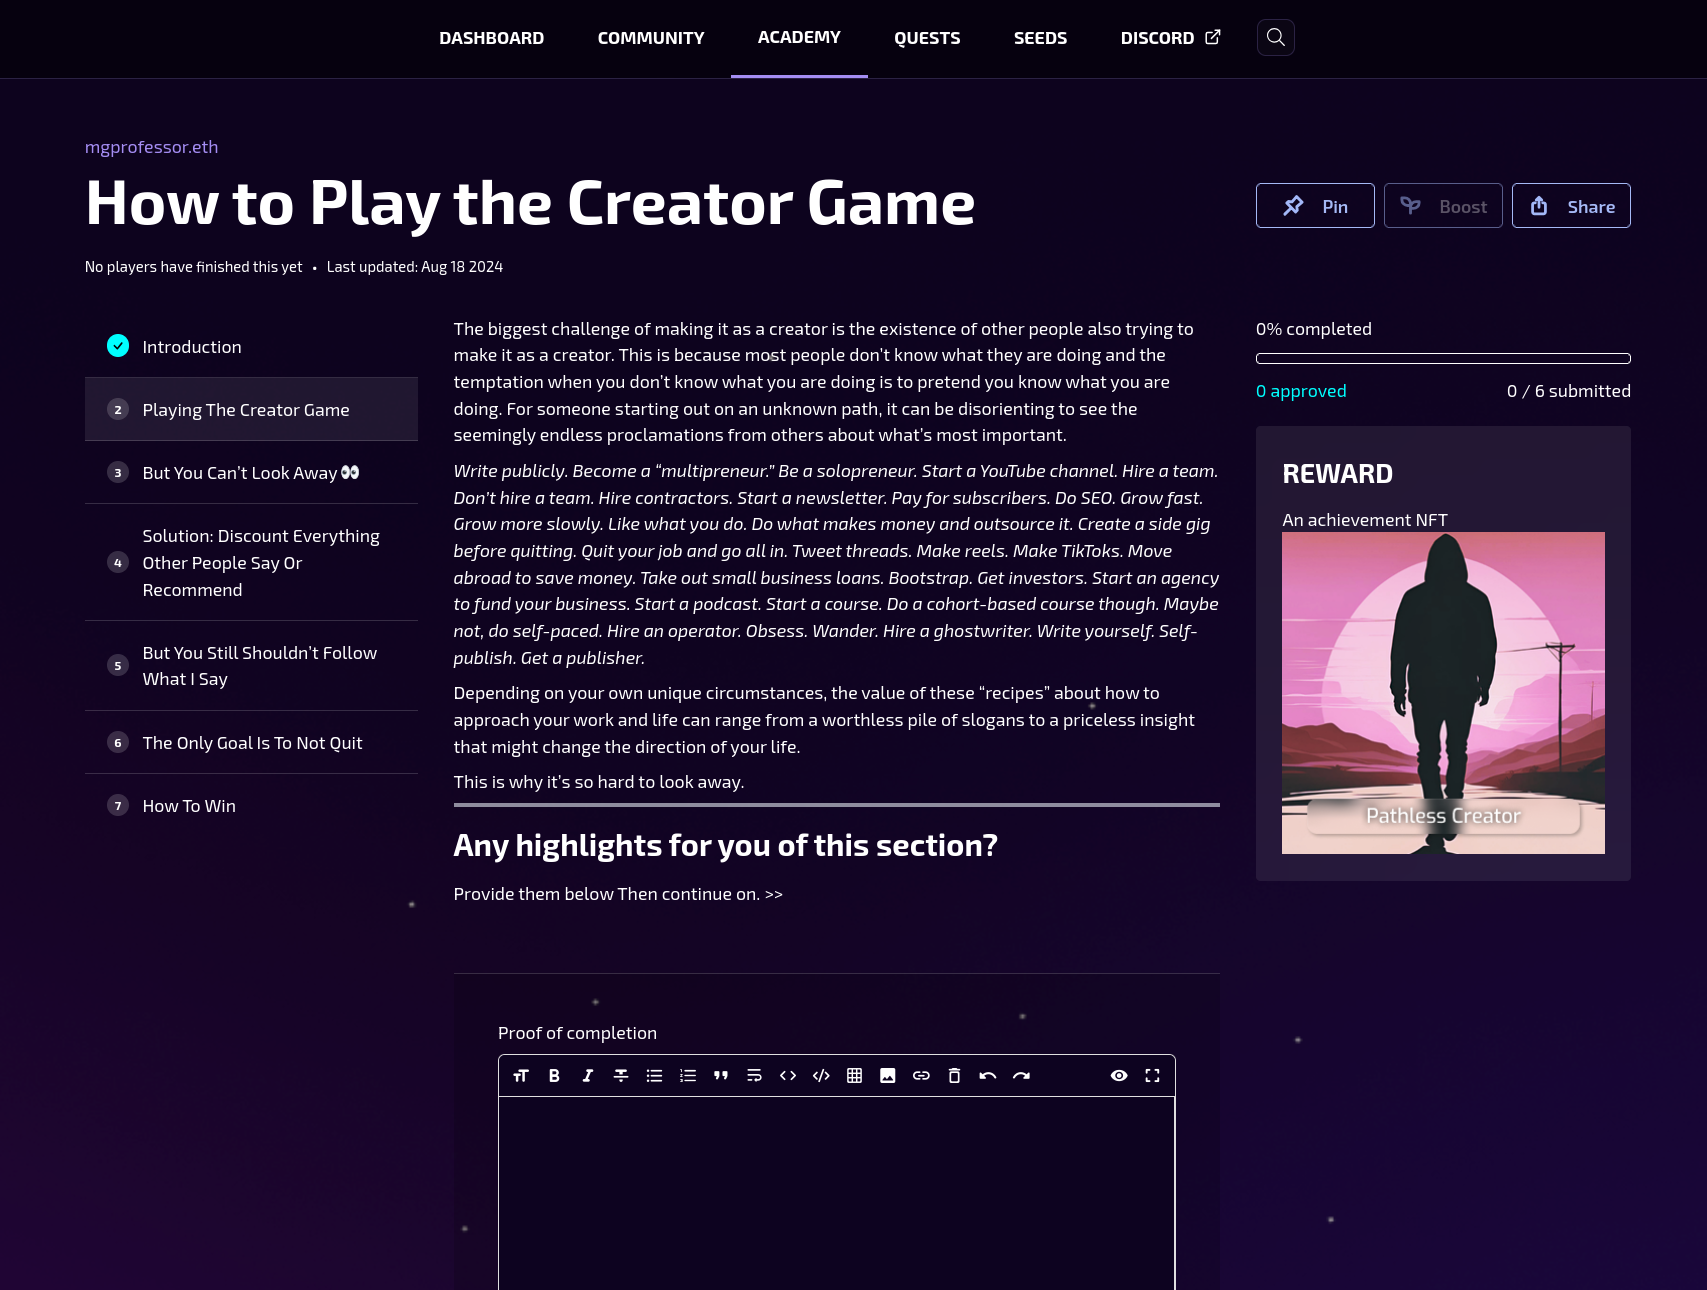 DASHBOARD COMMUNITY ACADEMY QUESTS SEEDS DISCORD
mgprofessor.eth
How to Play the Creator Game
Pin Boost Share
No players have finished this yet • Last updated: Aug 18 2024
Introduction
2 Playing The Creator Game
3 But You Can’t Look Away 👀
4 Solution: Discount Everything
Other People Say Or
Recommend
5 But You Still Shouldn’t Follow
What I Say
6 The Only Goal Is To Not Quit
7 How To Win
The biggest challenge of making it as a creator is the existence of other people also trying to
make it as a creator. This is because most people don’t know what they are doing and the
temptation when you don’t know what you are doing is to pretend you know what you are
doing. For someone starting out on an unknown path, it can be disorienting to see the
seemingly endless proclamations from others about what’s most important.
Write publicly. Become a “multipreneur.” Be a solopreneur. Start a YouTube channel. Hire a team.
Don’t hire a team. Hire contractors. Start a newsletter. Pay for subscribers. Do SEO. Grow fast.
Grow more slowly. Like what you do. Do what makes money and outsource it. Create a side gig
before quitting. Quit your job and go all in. Tweet threads. Make reels. Make TikToks. Move
abroad to save money. Take out small business loans. Bootstrap. Get investors. Start an agency
to fund your business. Start a podcast. Start a course. Do a cohort-based course though. Maybe
not, do self-paced. Hire an operator. Obsess. Wander. Hire a ghostwriter. Write yourself. Self-
publish. Get a publisher.
Depending on your own unique circumstances, the value of these “recipes” about how to
approach your work and life can range from a worthless pile of slogans to a priceless insight
that might change the direction of your life.
This is why it’s so hard to look away.
Any highlights for you of this section?
Provide them below Then continue on. >>
Proof of completion
0% completed
0 approved 0 / 6 submitted
REWARD
An achievement NFT
Pathless Creator